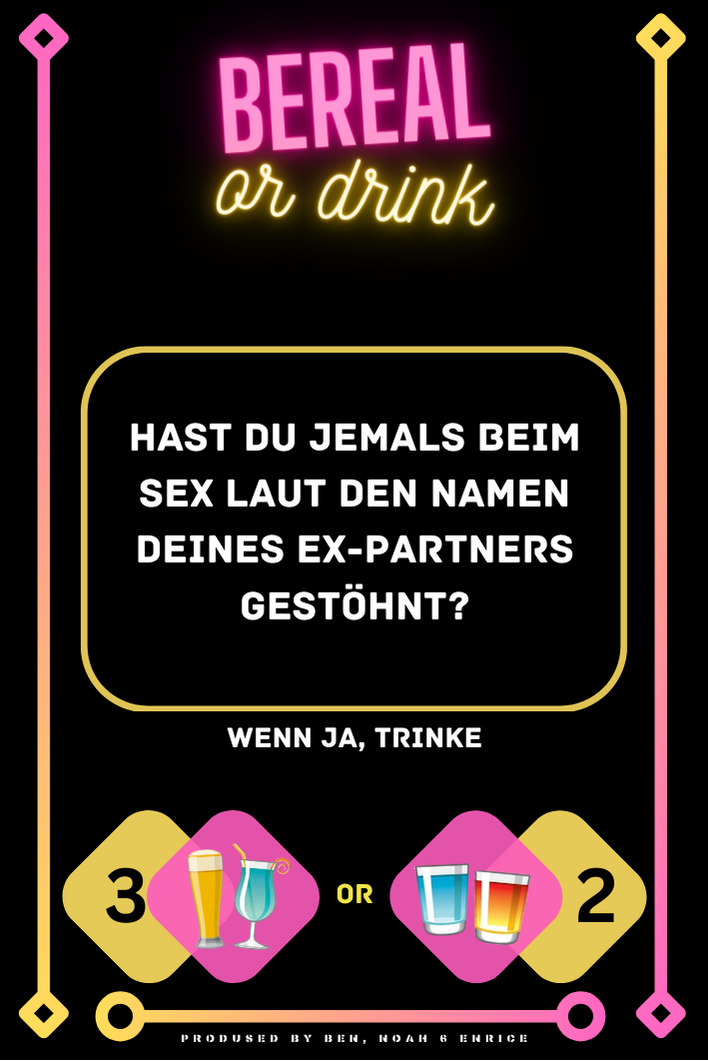 BEREAL
or drink
HAST DU JEMALS BEIM
SEX LAUT DEN NAMEN
DEINES EX-PARTNERS
GESTÖHNT?
WENN JA, TRINKE
3 OR 2
PRODUSED BY BEN, NOAH & ENRICE